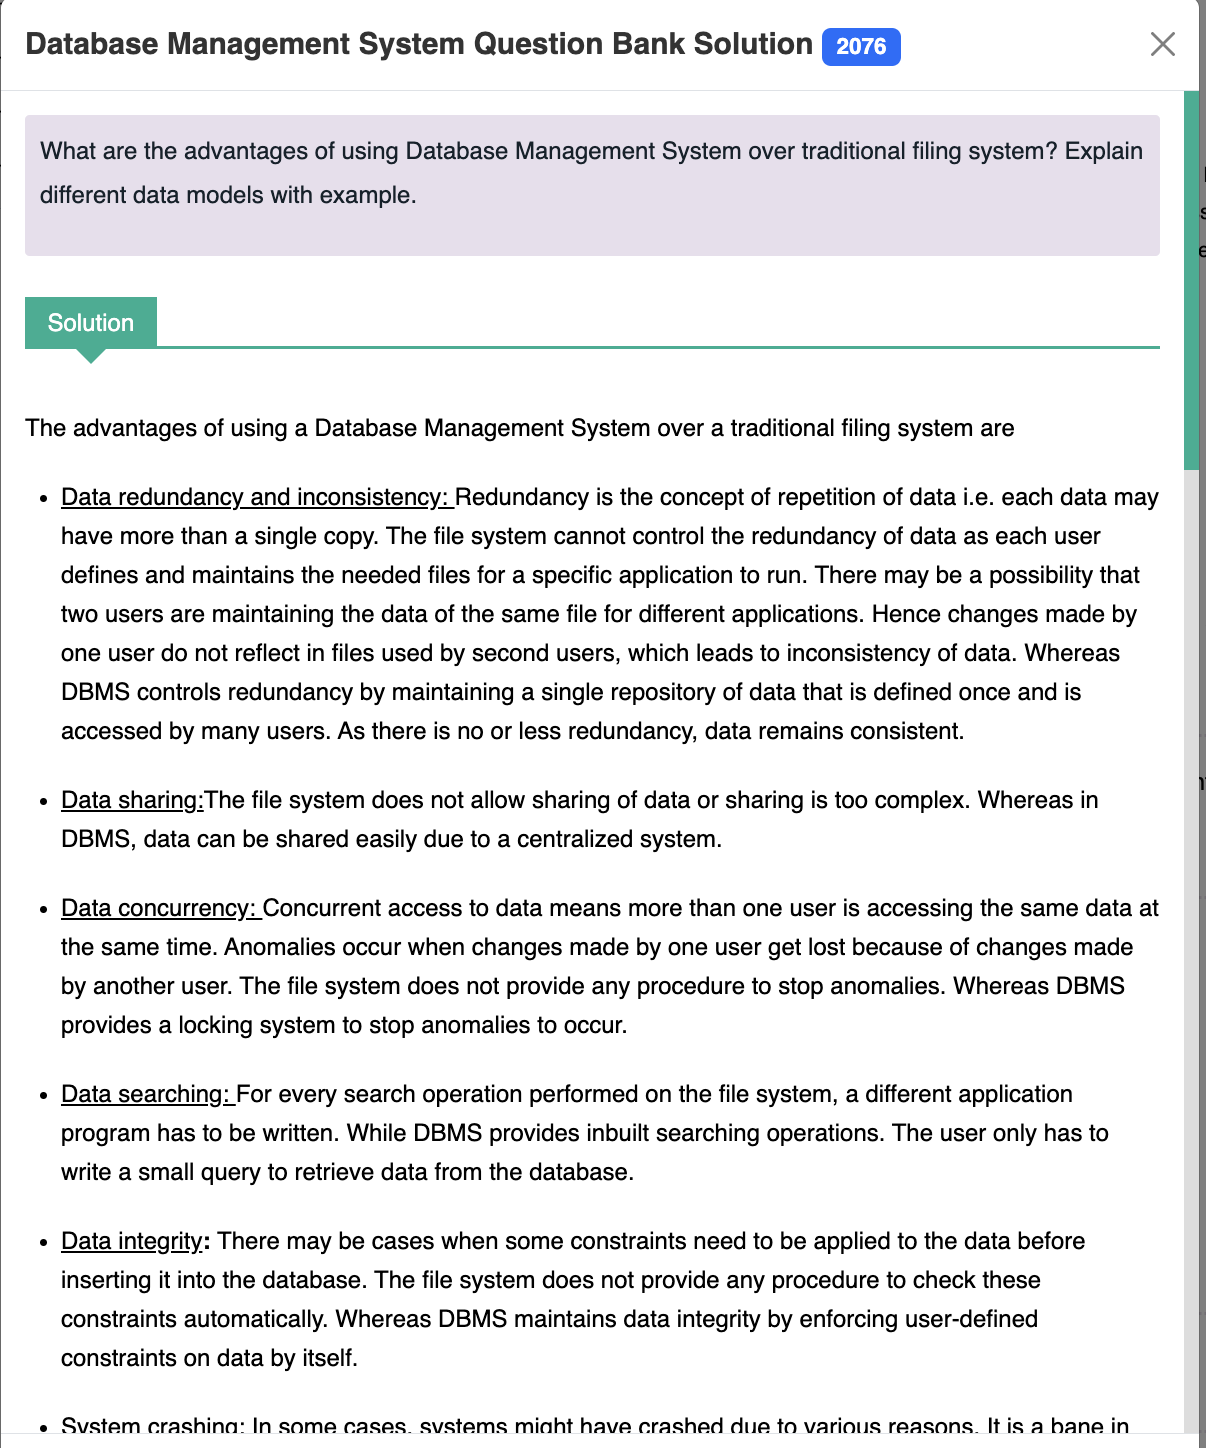 Database Management System Question Bank Solution 2076
What are the advantages of using Database Management System over traditional filing system? Explain
different data models with example.
Solution
The advantages of using a Database Management System over a traditional filing system are
• Data redundancy and inconsistency: Redundancy is the concept of repetition of data i.e. each data may
have more than a single copy. The file system cannot control the redundancy of data as each user
defines and maintains the needed files for a specific application to run. There may be a possibility that
two users are maintaining the data of the same file for different applications. Hence changes made by
one user do not reflect in files used by second users, which leads to inconsistency of data. Whereas
DBMS controls redundancy by maintaining a single repository of data that is defined once and is
accessed by many users. As there is no or less redundancy, data remains consistent.
• Data sharing:The file system does not allow sharing of data or sharing is too complex. Whereas in
DBMS, data can be shared easily due to a centralized system.
• Data concurrency: Concurrent access to data means more than one user is accessing the same data at
the same time. Anomalies occur when changes made by one user get lost because of changes made
by another user. The file system does not provide any procedure to stop anomalies. Whereas DBMS
provides a locking system to stop anomalies to occur.
• Data searching: For every search operation performed on the file system, a different application
program has to be written. While DBMS provides inbuilt searching operations. The user only has to
write a small query to retrieve data from the database.
• Data integrity: There may be cases when some constraints need to be applied to the data before
inserting it into the database. The file system does not provide any procedure to check these
constraints automatically. Whereas DBMS maintains data integrity by enforcing user-defined
constraints on data by itself.
• System crashing: In some cases, systems might have crashed due to various reasons. It is a bane in